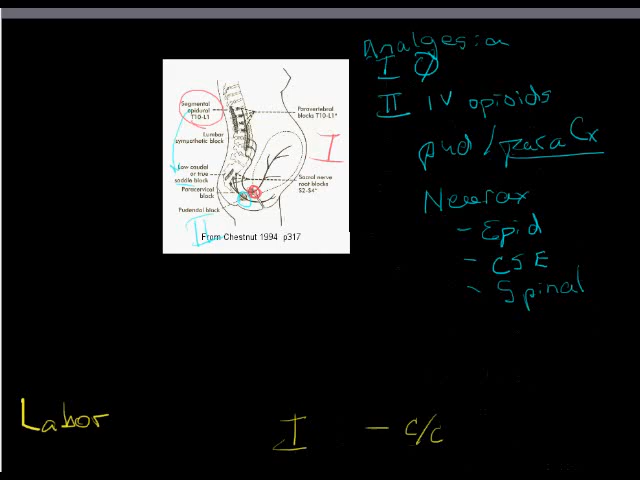 Analgesia
I Ø
II IV opioids
pud / para Cx
Neurax
- Epid
- CSE
- Spinal
Segmental
epidural
T10-L1
Paravertebral
blocks T10-L1*
Lumbar
sympathetic block
I
Low caudal
or true
saddle block
Sacral nerve
root blocks
S2-S4*
Paracervical
block
Pudendal block
II
From Chestnut 1994 p317
Labor I - c/c